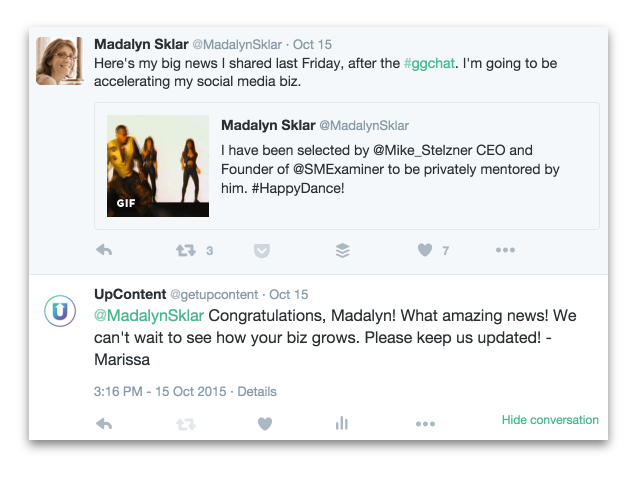 Madalyn Sklar @MadalynSklar · Oct 15
Here's my big news I shared last Friday, after the #ggchat. I'm going to be
accelerating my social media biz.
Madalyn Sklar @MadalynSklar
I have been selected by @Mike_Stelzner CEO and
Founder of @SMExaminer to be privately mentored by
him. #HappyDance!
GIF
3
7
UpContent @getupcontent · Oct 15
@MadalynSklar Congratulations, Madalyn! What amazing news! We
can't wait to see how your biz grows. Please keep us updated! -
Marissa
3:16 PM - 15 Oct 2015 · Details
Hide conversation